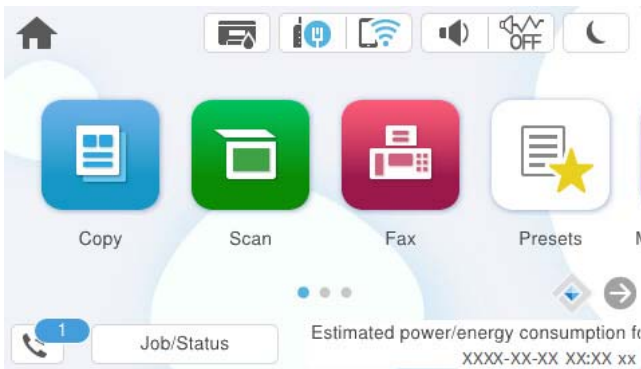 OFF
Copy Scan Fax Presets
1
Job/Status
Estimated power/energy consumption
XXXX-XX-XX XX:XX xx